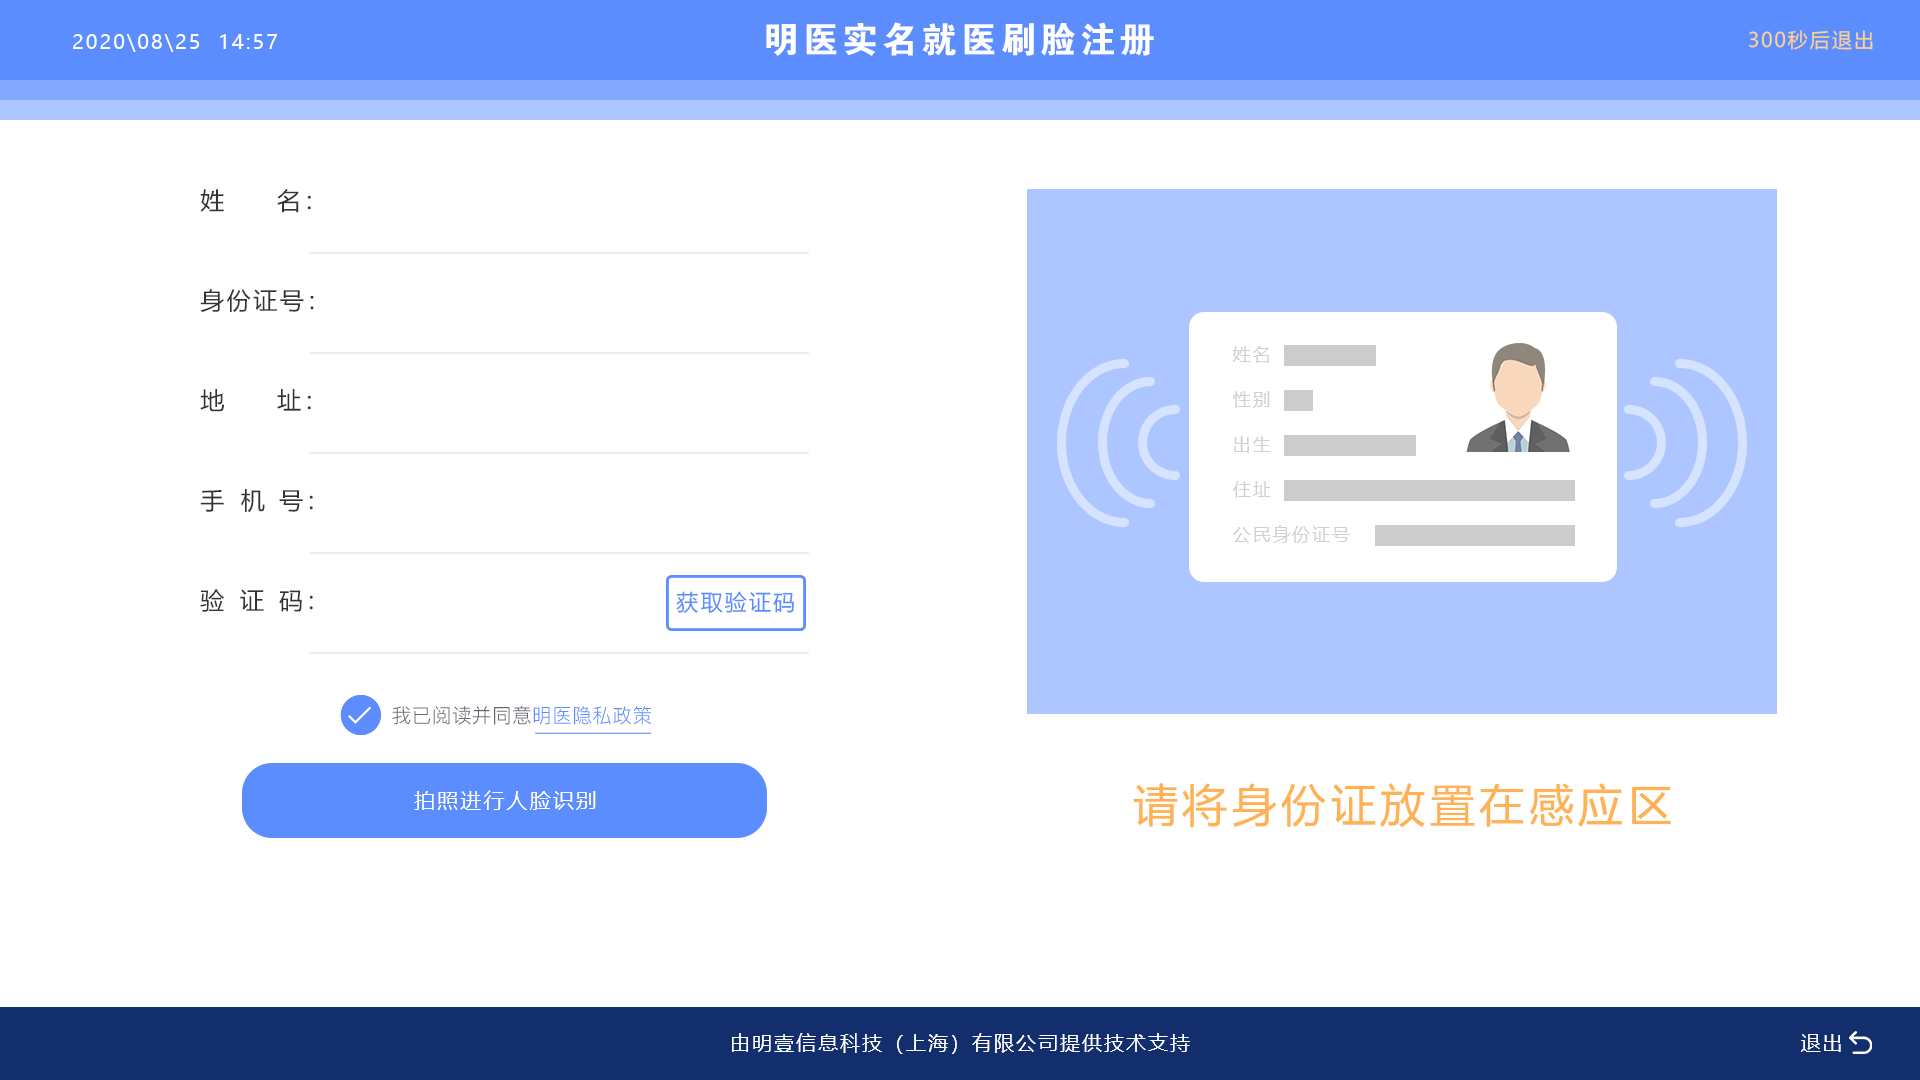 2020\08\25 14:57
明医实名就医刷脸注册
300秒后退出
姓 名：
身份证号：
地 址：
手 机 号：
验 证 码：
获取验证码
我已阅读并同意明医隐私政策
拍照进行人脸识别
姓名
性别
出生
住址
公民身份证号
请将身份证放置在感应区
由明壹信息科技（上海）有限公司提供技术支持
退出